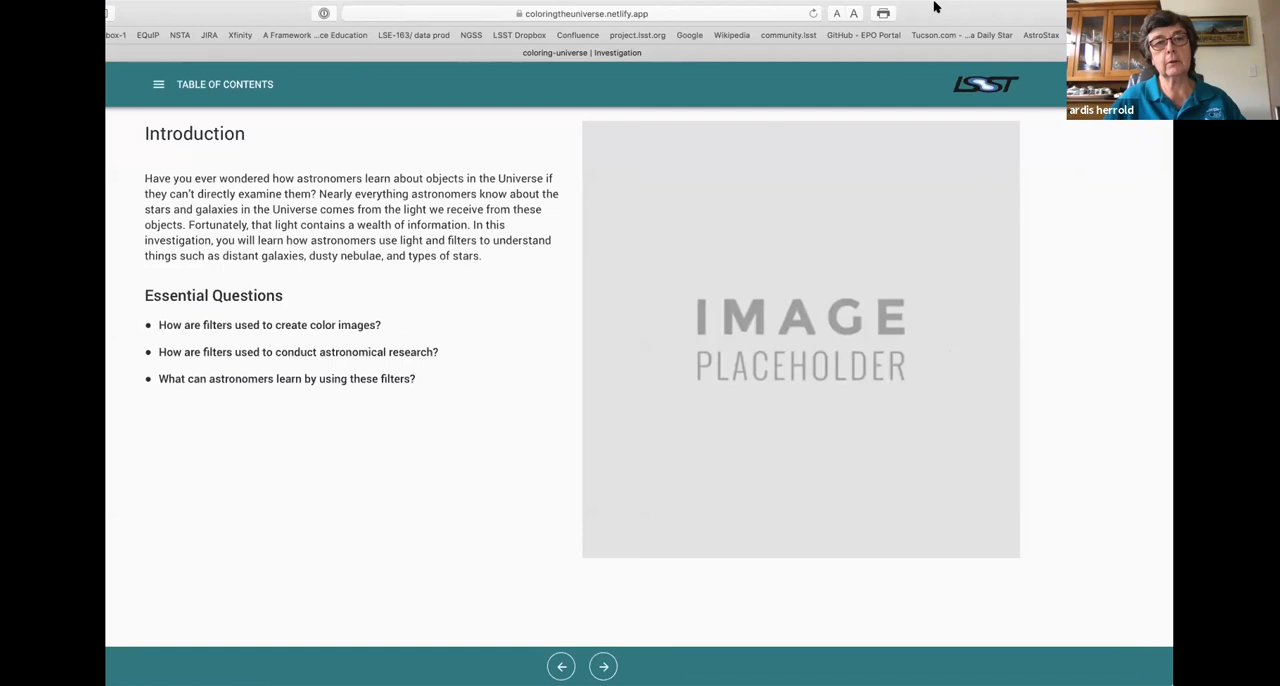 coloringtheuniverse.netlify.app
A A
box-1 EQuIP NSTA JIRA Xfinity A Framework ...ce Education LSE-163/ data prod NGSS LSST Dropbox Confluence project.lsst.org Google Wikipedia community.lsst GitHub - EPO Portal Tucson.com - ...a Daily Star AstroStax
coloring-universe | Investigation
ardis herrold
TABLE OF CONTENTS
LSST
Introduction
Have you ever wondered how astronomers learn about objects in the Universe if
they can't directly examine them? Nearly everything astronomers know about the
stars and galaxies in the Universe comes from the light we receive from these
objects. Fortunately, that light contains a wealth of information. In this
investigation, you will learn how astronomers use light and filters to understand
things such as distant galaxies, dusty nebulae, and types of stars.
Essential Questions
• How are filters used to create color images?
• How are filters used to conduct astronomical research?
• What can astronomers learn by using these filters?
IMAGE
PLACEHOLDER